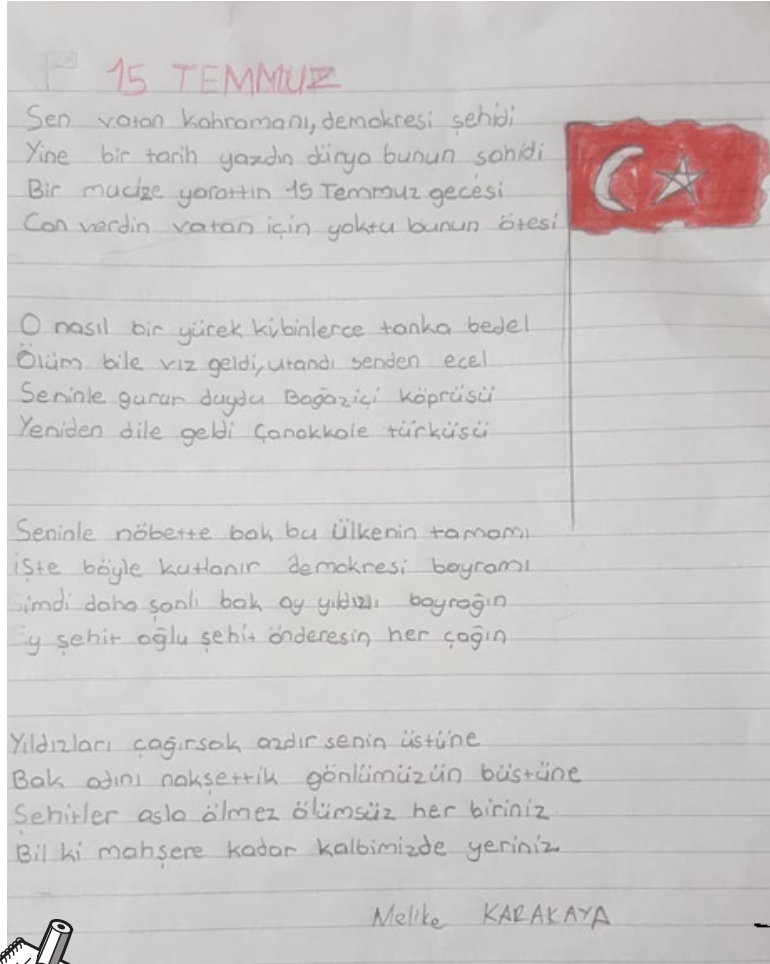 15 TEMMUZ
Sen vatan kahramanı, demokresi şehidi
Yine bir tarih yazdın dünya bunun şahidi
Bir mucize yarattın 15 Temmuz gecesi
Can verdin vatan için yoktu bunun ötesi
O nasıl bir yürek kibinlerce tanka bedel
Ölüm bile vız geldi, utandı senden ecel
Seninle gurur duydu Boğaziçi köprüsü
Yeniden dile geldi Çanakkale türküsü
Seninle nöbette bak bu ülkenin tamamı
işte böyle kutlanır demokresi bayramı
şimdi daha şanlı bak ay yıldızlı bayrağın
Ey şehit oğlu şehit öndersin her çağın
Yıldızları çağırsak azdır senin üstüne
Bak adını nakşettik gönlümüzün büstüne
Şehitler asla ölmez ölümsüz her biriniz.
Bil ki mahşere kadar kalbimizde yeriniz.
Melike KARAKAYA